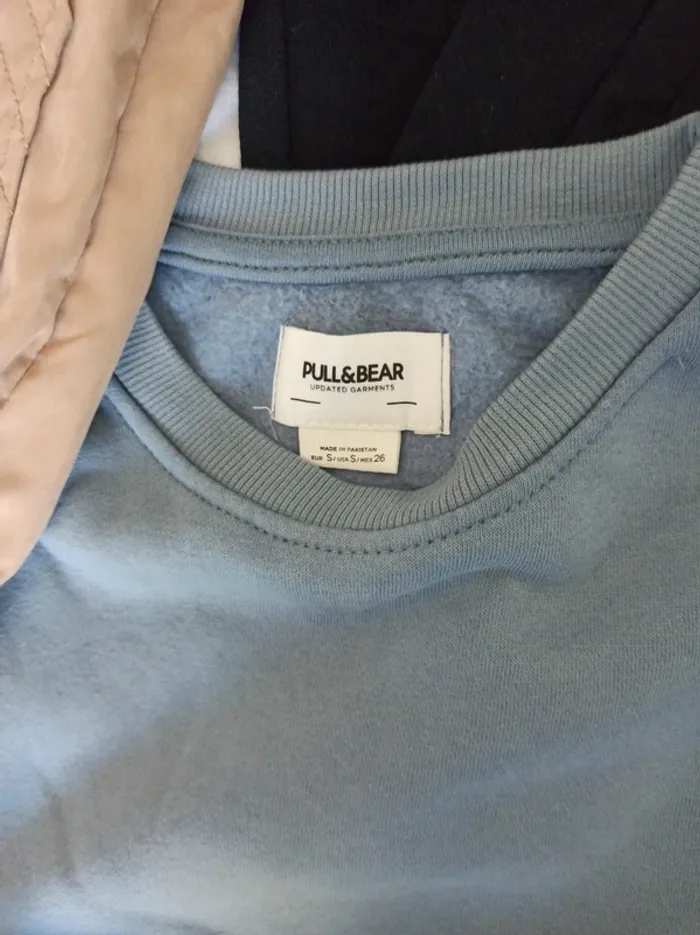 PULL&BEAR
UPDATED GARMENTS
MADE IN PAKISTAN
EUR S/USA S/MEX 26